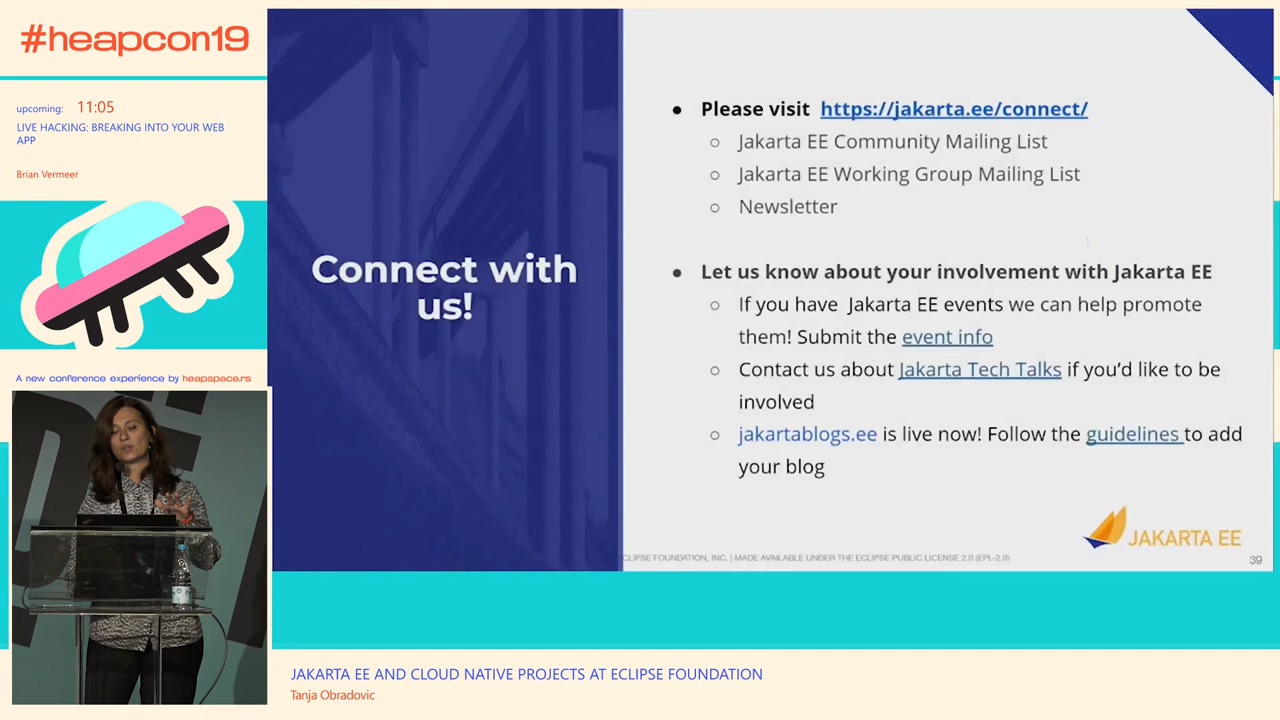 #heapcon19
upcoming: 11:05
LIVE HACKING: BREAKING INTO YOUR WEB
APP
Brian Vermeer
A new conference experience by heapspace.rs
Connect with
us!
● Please visit https://jakarta.ee/connect/
○ Jakarta EE Community Mailing List
○ Jakarta EE Working Group Mailing List
○ Newsletter
● Let us know about your involvement with Jakarta EE
○ If you have Jakarta EE events we can help promote
them! Submit the event info
○ Contact us about Jakarta Tech Talks if you’d like to be
involved
○ jakartablogs.ee is live now! Follow the guidelines to add
your blog
JAKARTA EE
CLIPSE FOUNDATION, INC. | MADE AVAILABLE UNDER THE ECLIPSE PUBLIC LICENSE 2.0 (EPL-2.0)
39
JAKARTA EE AND CLOUD NATIVE PROJECTS AT ECLIPSE FOUNDATION
Tanja Obradovic